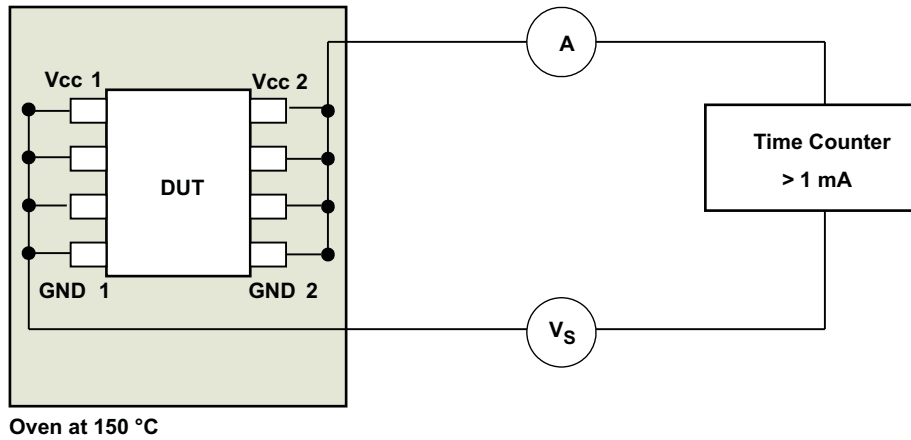 A
Vcc 1
Vcc 2
Time Counter
> 1 mA
DUT
GND 1
GND 2
VS
Oven at 150 °C